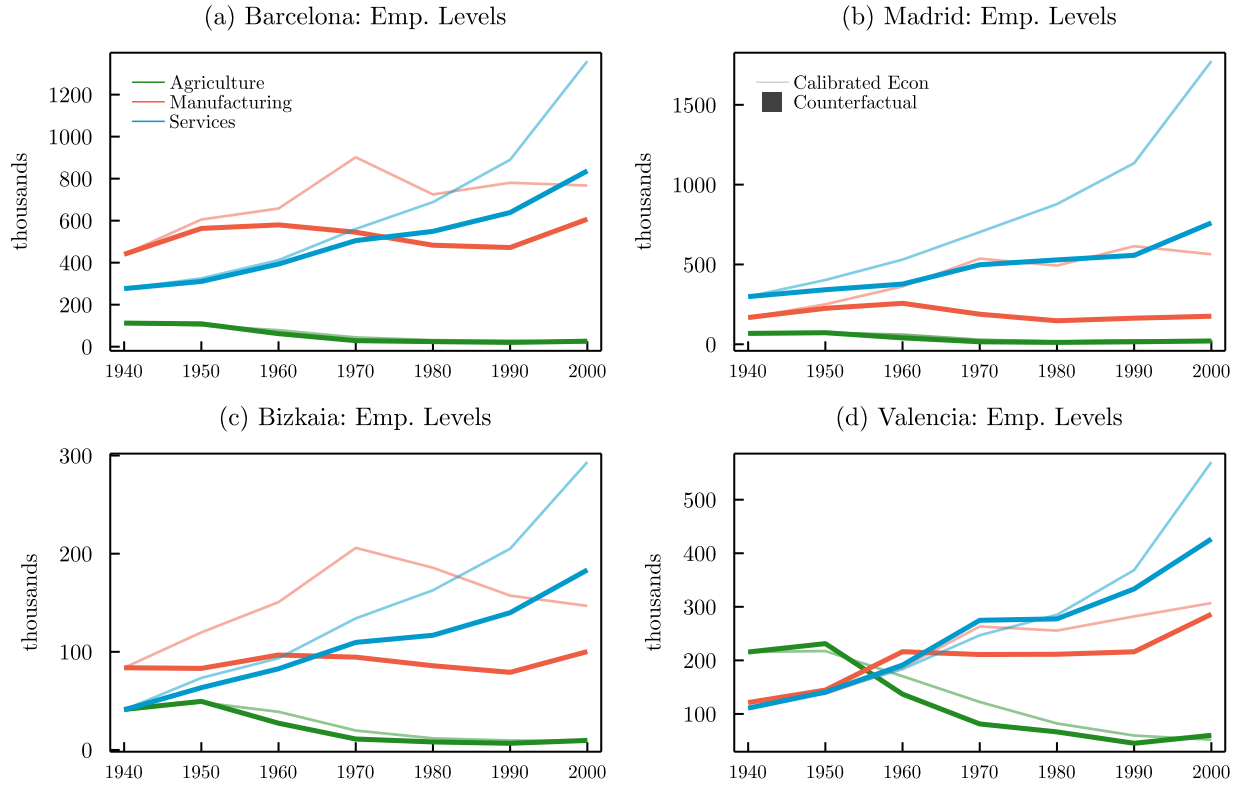 (a) Barcelona: Emp. Levels
thousands
1200
1000
800
600
400
200
0
Agriculture
Manufacturing
Services
1940 1950 1960 1970 1980 1990 2000
(b) Madrid: Emp. Levels
thousands
1500
1000
500
0
Calibrated Econ
Counterfactual
1940 1950 1960 1970 1980 1990 2000
(c) Bizkaia: Emp. Levels
thousands
300
200
100
0
1940 1950 1960 1970 1980 1990 2000
(d) Valencia: Emp. Levels
thousands
500
400
300
200
100
1940 1950 1960 1970 1980 1990 2000